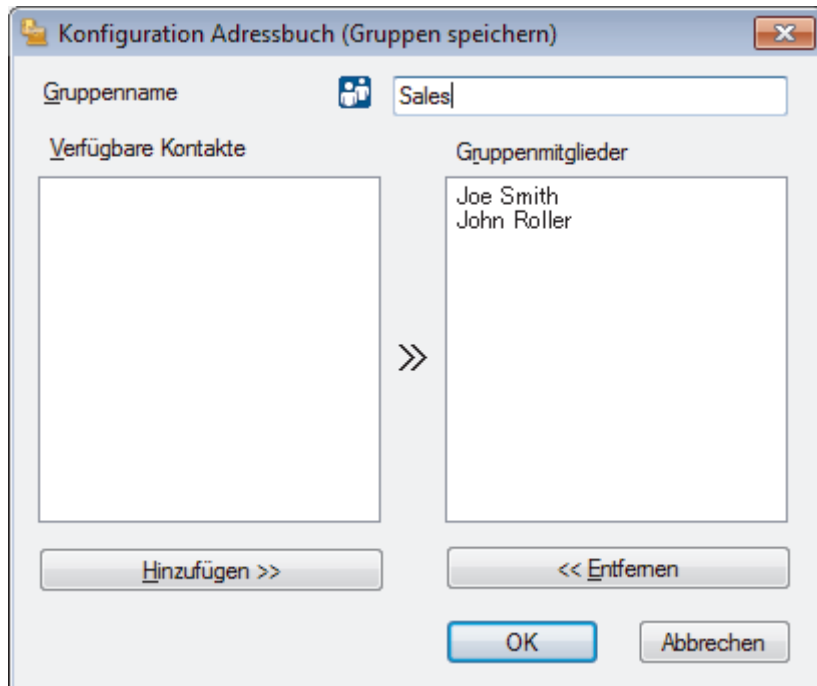 Konfiguration Adressbuch (Gruppen speichern)
Gruppenname
Sales
Verfügbare Kontakte
Gruppenmitglieder
Joe Smith
John Roller
Hinzufügen >>
<< Entfernen
OK
Abbrechen